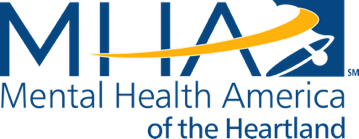 MHA
SM
Mental Health America
of the Heartland